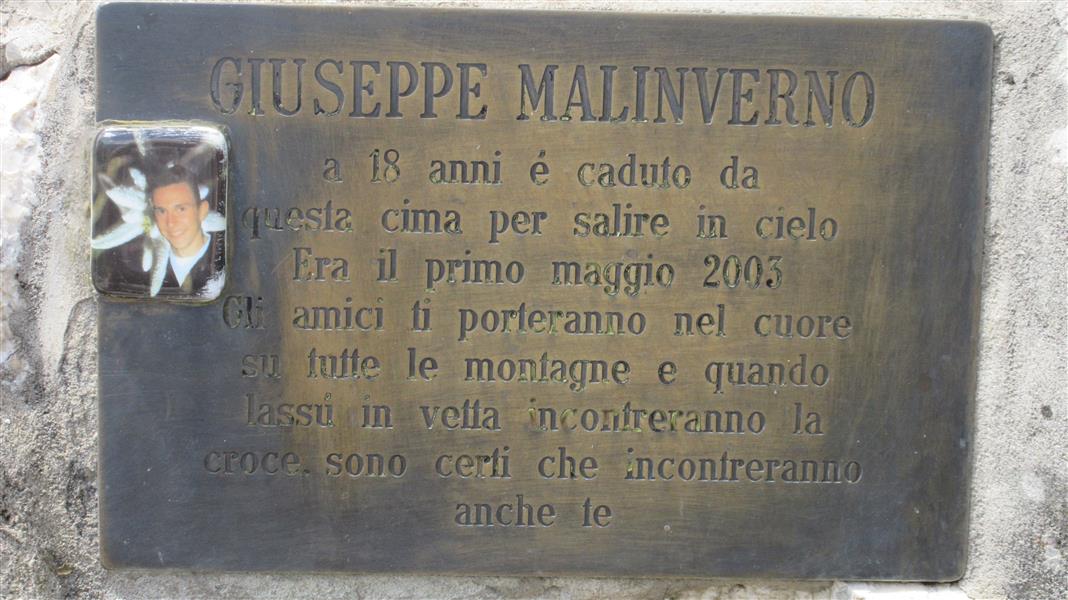 GIUSEPPE MALINVERNO
a 18 anni é caduto da
questa cima per salire in cielo
Era il primo maggio 2003
Gli amici ti porteranno nel cuore
su tutte le montagne e quando
lassú in vetta incontreranno la
croce, sono certi che incontreranno
anche te